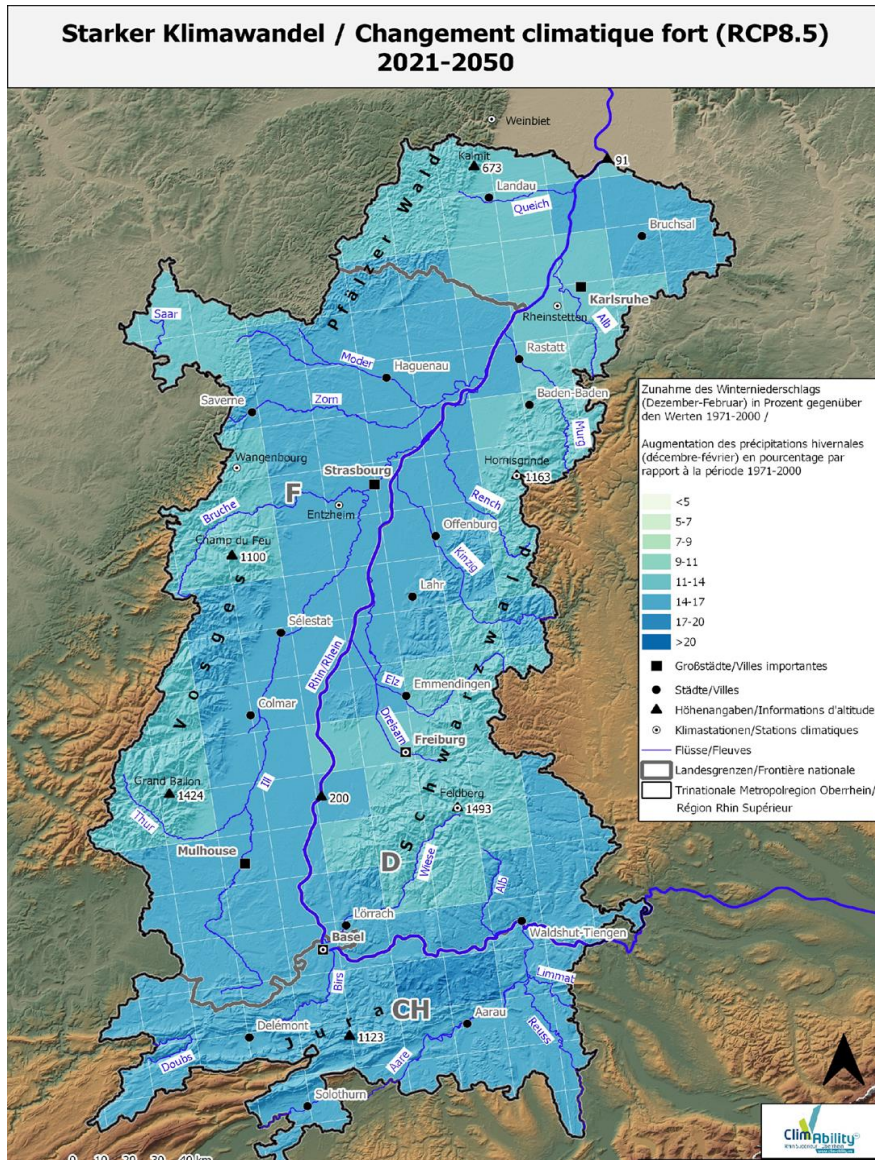 Starker Klimawandel / Changement climatique fort (RCP8.5)
2021-2050
Weinbiet
Kalmit
673
91
Landau
Queich
Bruchsal
Pfälzer Wald
Karlsruhe
Rheinstetten
Alb
Saar
Moder
Haguenau
Rastatt
Zorn
Saverne
Baden-Baden
Murg
Wangenbourg
Strasbourg
Hornisgrinde
1163
F
Bruche
Entzheim
Rench
Offenburg
Kinzig
Champ du Feu
1100
Lahr
Sélestat
Vosges
Schwarzwald
Rhin/Rhein
Elz
Emmendingen
Colmar
Dreisam
Freiburg
Feldberg
1493
Grand Ballon
1424
200
Ill
Thur
Mulhouse
D
Wiese
Alb
Lörrach
Basel
Waldshut-Tiengen
Birs
Limmat
CH
Jura
Delémont
1123
Aarau
Reuss
Doubs
Aare
Solothurn
Zunahme des Winterniederschlags
(Dezember-Februar) in Prozent gegenüber
den Werten 1971-2000 /
Augmentation des précipitations hivernales
(décembre-février) en pourcentage par
rapport à la période 1971-2000
<5
5-7
7-9
9-11
11-14
14-17
17-20
>20
Großstädte/Villes importantes
Städte/Villes
Höhenangaben/Informations d'altitude
Klimastationen/Stations climatiques
Flüsse/Fleuves
Landesgrenzen/Frontière nationale
Trinationale Metropolregion Oberrhein/
Région Rhin Supérieur
0 10 20 30 40 km
ClimAbility